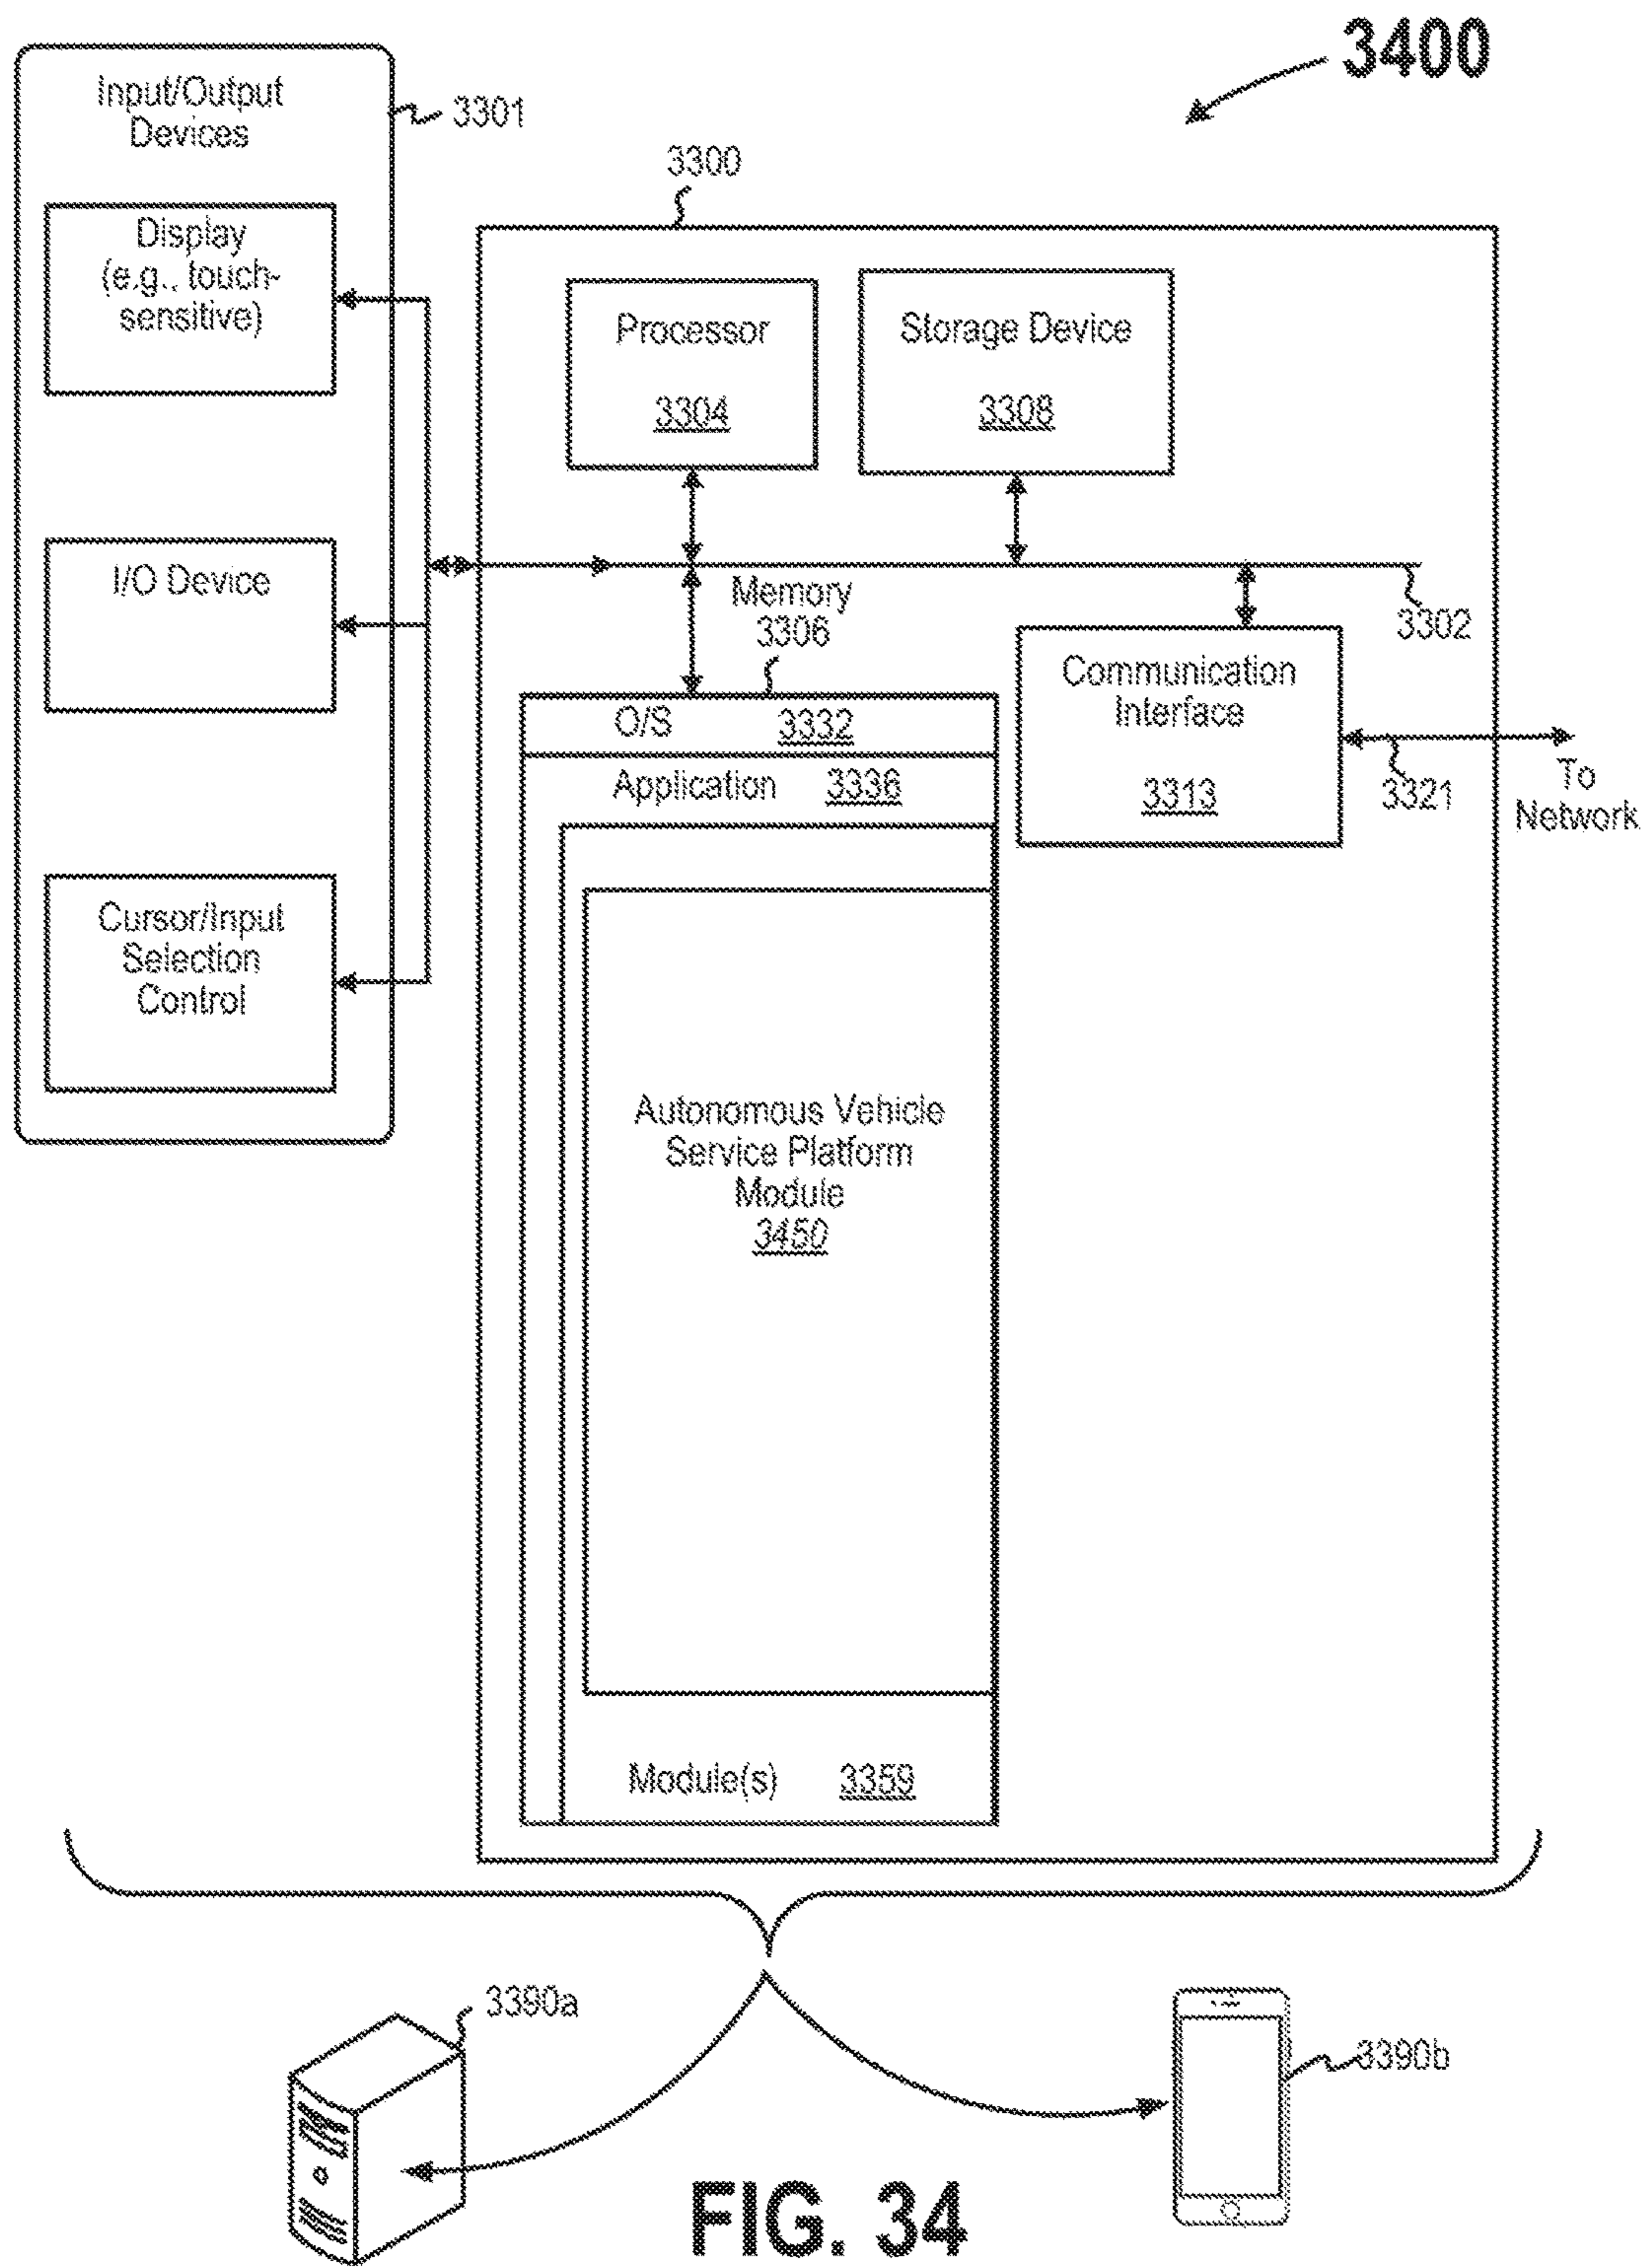 3400
Input/Output
Devices
3301
Display
(e.g., touch-
sensitive)
I/O Device
Cursor/Input
Selection
Control
3300
Processor
3304
Storage Device
3308
3302
Memory
3306
O/S 3332
Application 3336
Communication
Interface
3313
3321
To
Network
Autonomous Vehicle
Service Platform
Module
3450
Module(s) 3359
3390a
3390b
FIG. 34